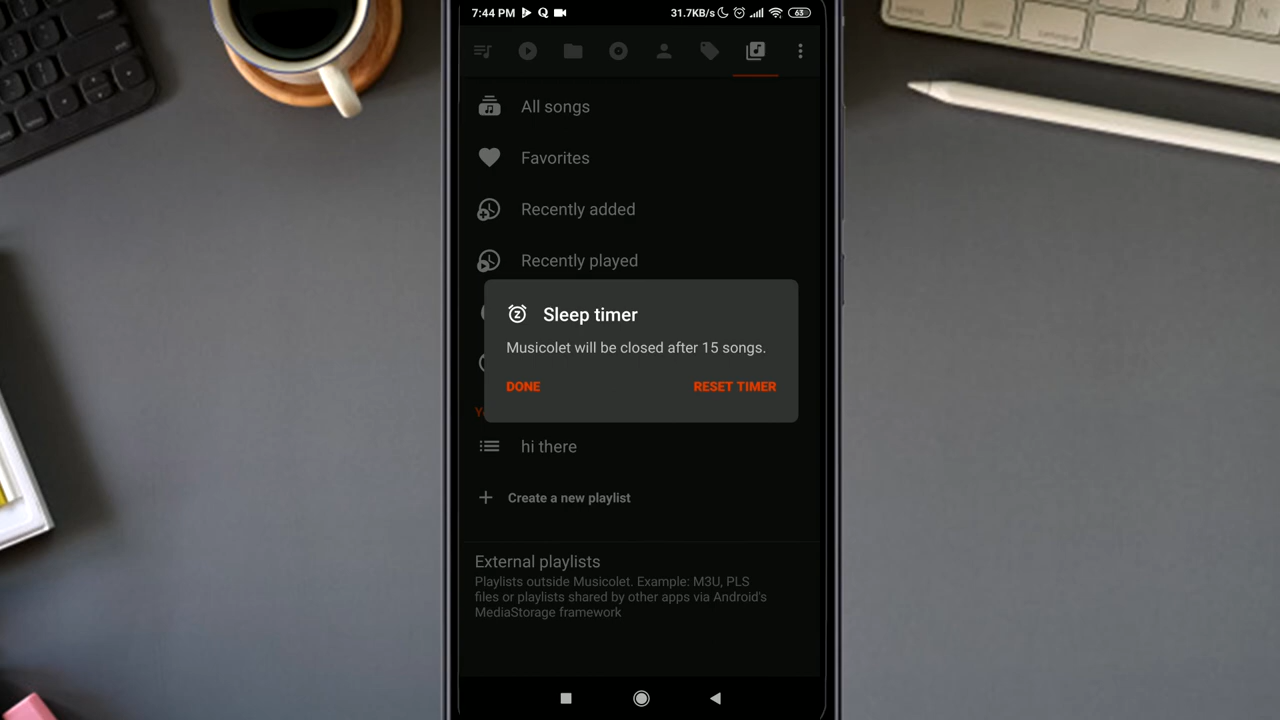 7:44 PM
31.7KB/s
63
All songs
Favorites
Recently added
Recently played
Sleep timer
Musicolet will be closed after 15 songs.
DONE
RESET TIMER
hi there
Create a new playlist
External playlists
Playlists outside Musicolet. Example: M3U, PLS
files or playlists shared by other apps via Android's
MediaStorage framework